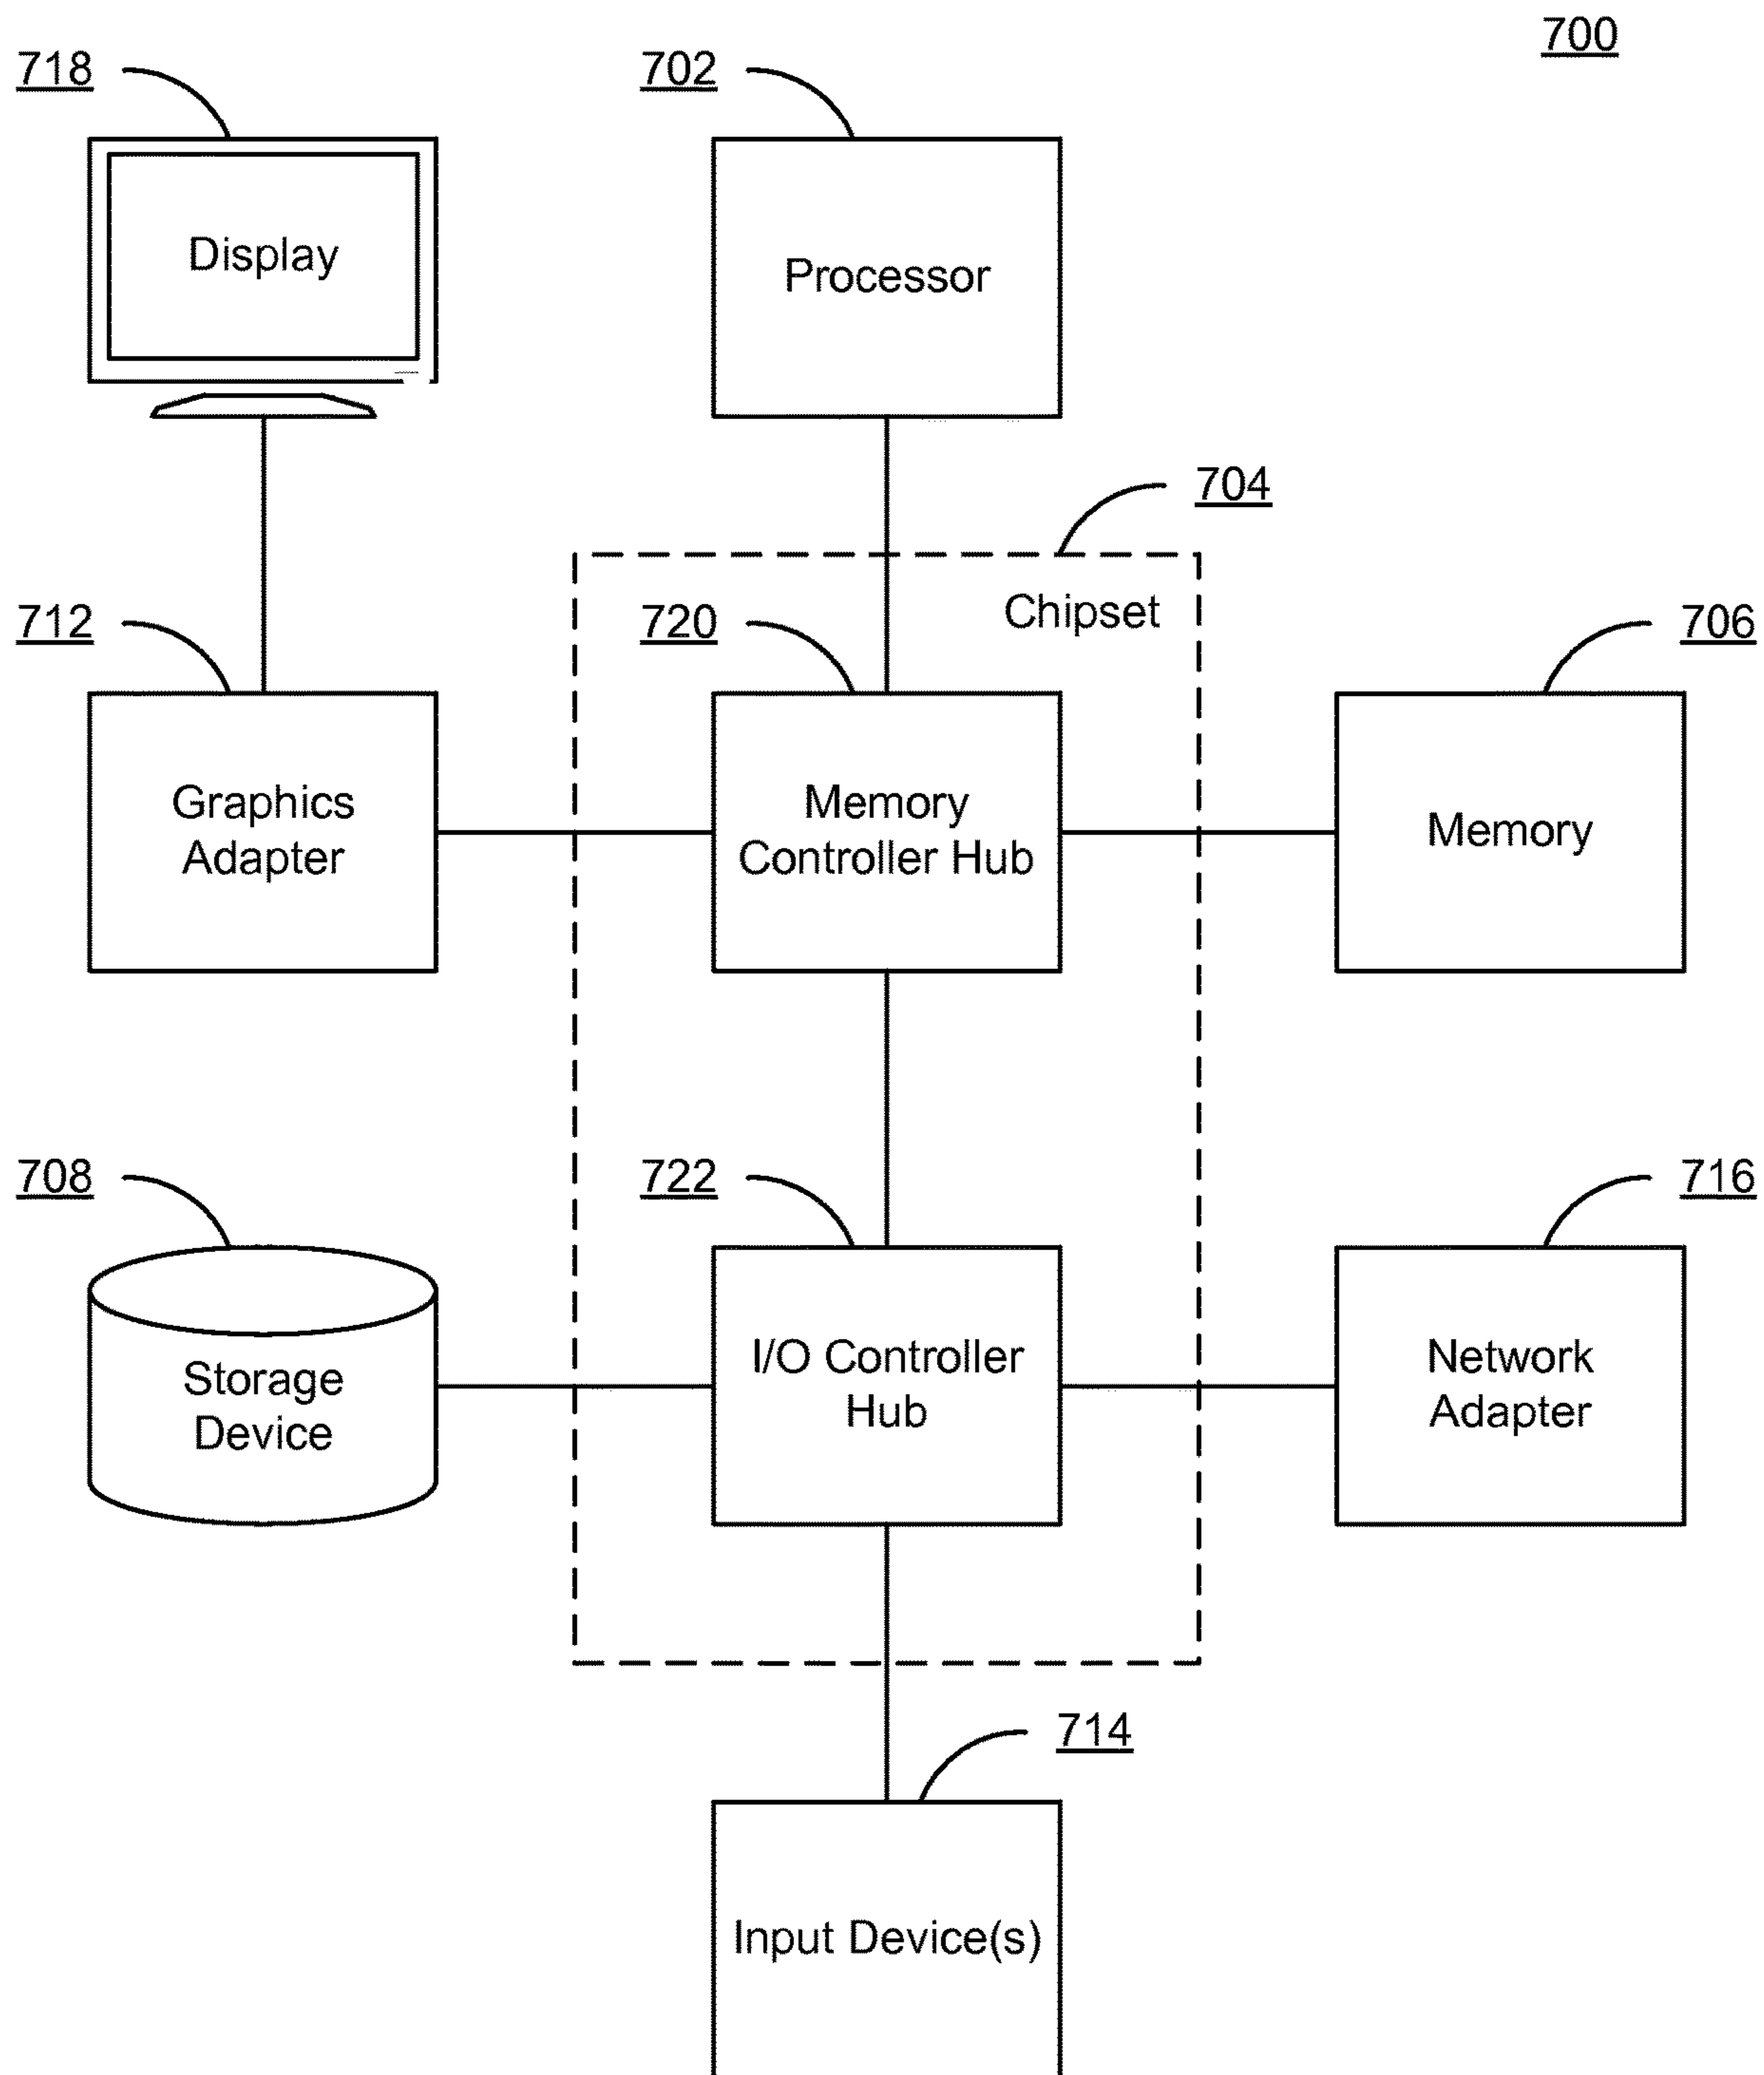 700
718
702
Display
Processor
704
Chipset
712
720
706
Graphics
Adapter
Memory
Controller Hub
Memory
708
722
716
Storage
Device
I/O Controller
Hub
Network
Adapter
714
Input Device(s)